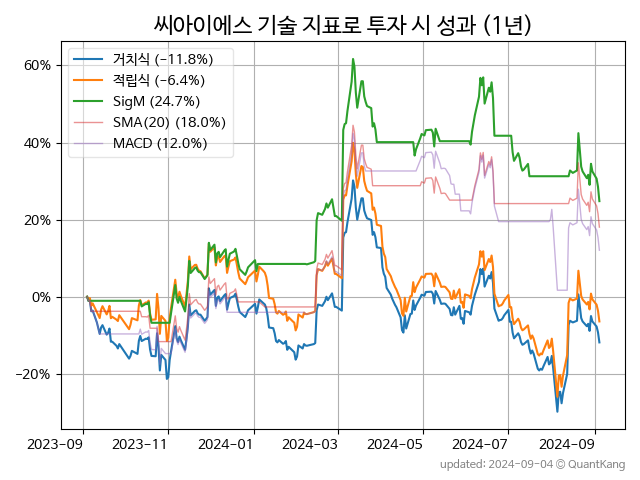 씨아이에스 기술 지표로 투자 시 성과 (1년)
거치식 (−11.8%)
적립식 (−6.4%)
SigM (24.7%)
SMA(20) (18.0%)
MACD (12.0%)
60%
40%
20%
0%
−20%
2023−09 2023−11 2024−01 2024−03 2024−05 2024−07 2024−09
updated: 2024−09−04 © QuantKang